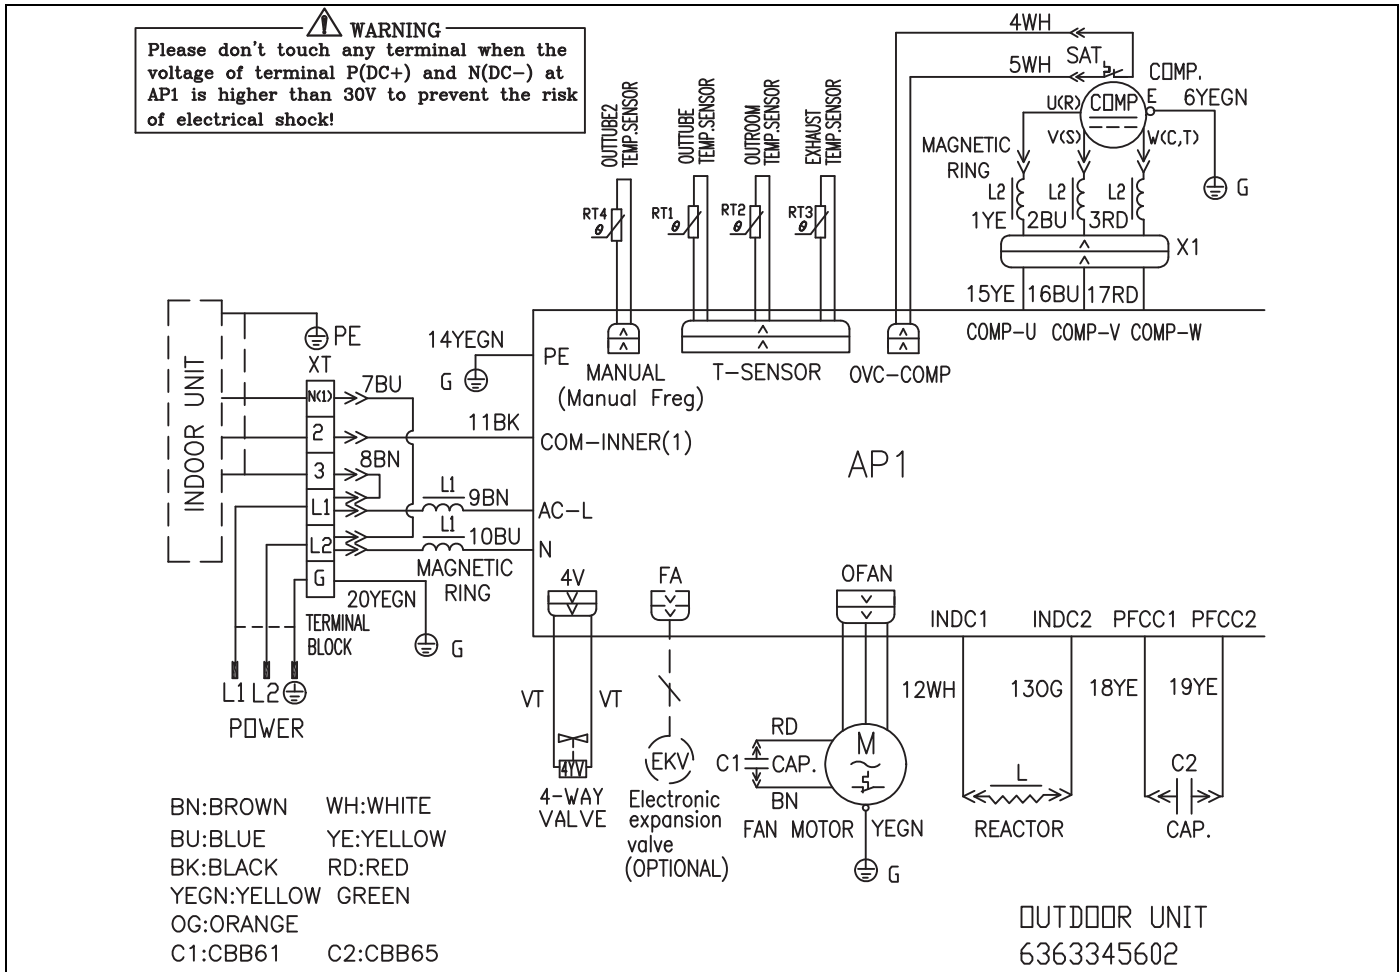 WARNING
Please don't touch any terminal when the
voltage of terminal P(DC+) and N(DC-) at
AP1 is higher than 30V to prevent the risk
of electrical shock!
4WH
5WH
SAT
COMP.
COMP
E
6YEGN
U(R)
V(S)
W(C,T)
G
MAGNETIC
RING
L2
L2
L2
1YE
2BU
3RD
X1
15YE
16BU
17RD
COMP-U
COMP-V
COMP-W
OUTTUBE2
TEMP.SENSOR
OUTTUBE
TEMP.SENSOR
OUTROOM
TEMP.SENSOR
EXHAUST
TEMP.SENSOR
RT4
θ
RT1
θ
RT2
θ
RT3
θ
MANUAL
(Manual Freg)
T-SENSOR
OVC-COMP
INDOOR UNIT
PE
XT
N(1)
2
3
L1
L2
G
7BU
8BN
14YEGN
G
PE
11BK
COM-INNER(1)
AP1
L1
9BN
AC-L
L1
10BU
N
MAGNETIC
RING
20YEGN
G
TERMINAL
BLOCK
L1
L2
POWER
4V
FA
OFAN
INDC1
INDC2
PFCC1
PFCC2
VT
VT
4YV
4-WAY
VALVE
EKV
Electronic
expansion
valve
(OPTIONAL)
RD
C1
CAP.
BN
M
FAN MOTOR
YEGN
G
12WH
13OG
L
REACTOR
18YE
19YE
C2
CAP.
BN:BROWN WH:WHITE
BU:BLUE YE:YELLOW
BK:BLACK RD:RED
YEGN:YELLOW GREEN
OG:ORANGE
C1:CBB61 C2:CBB65
OUTDOOR UNIT
6363345602